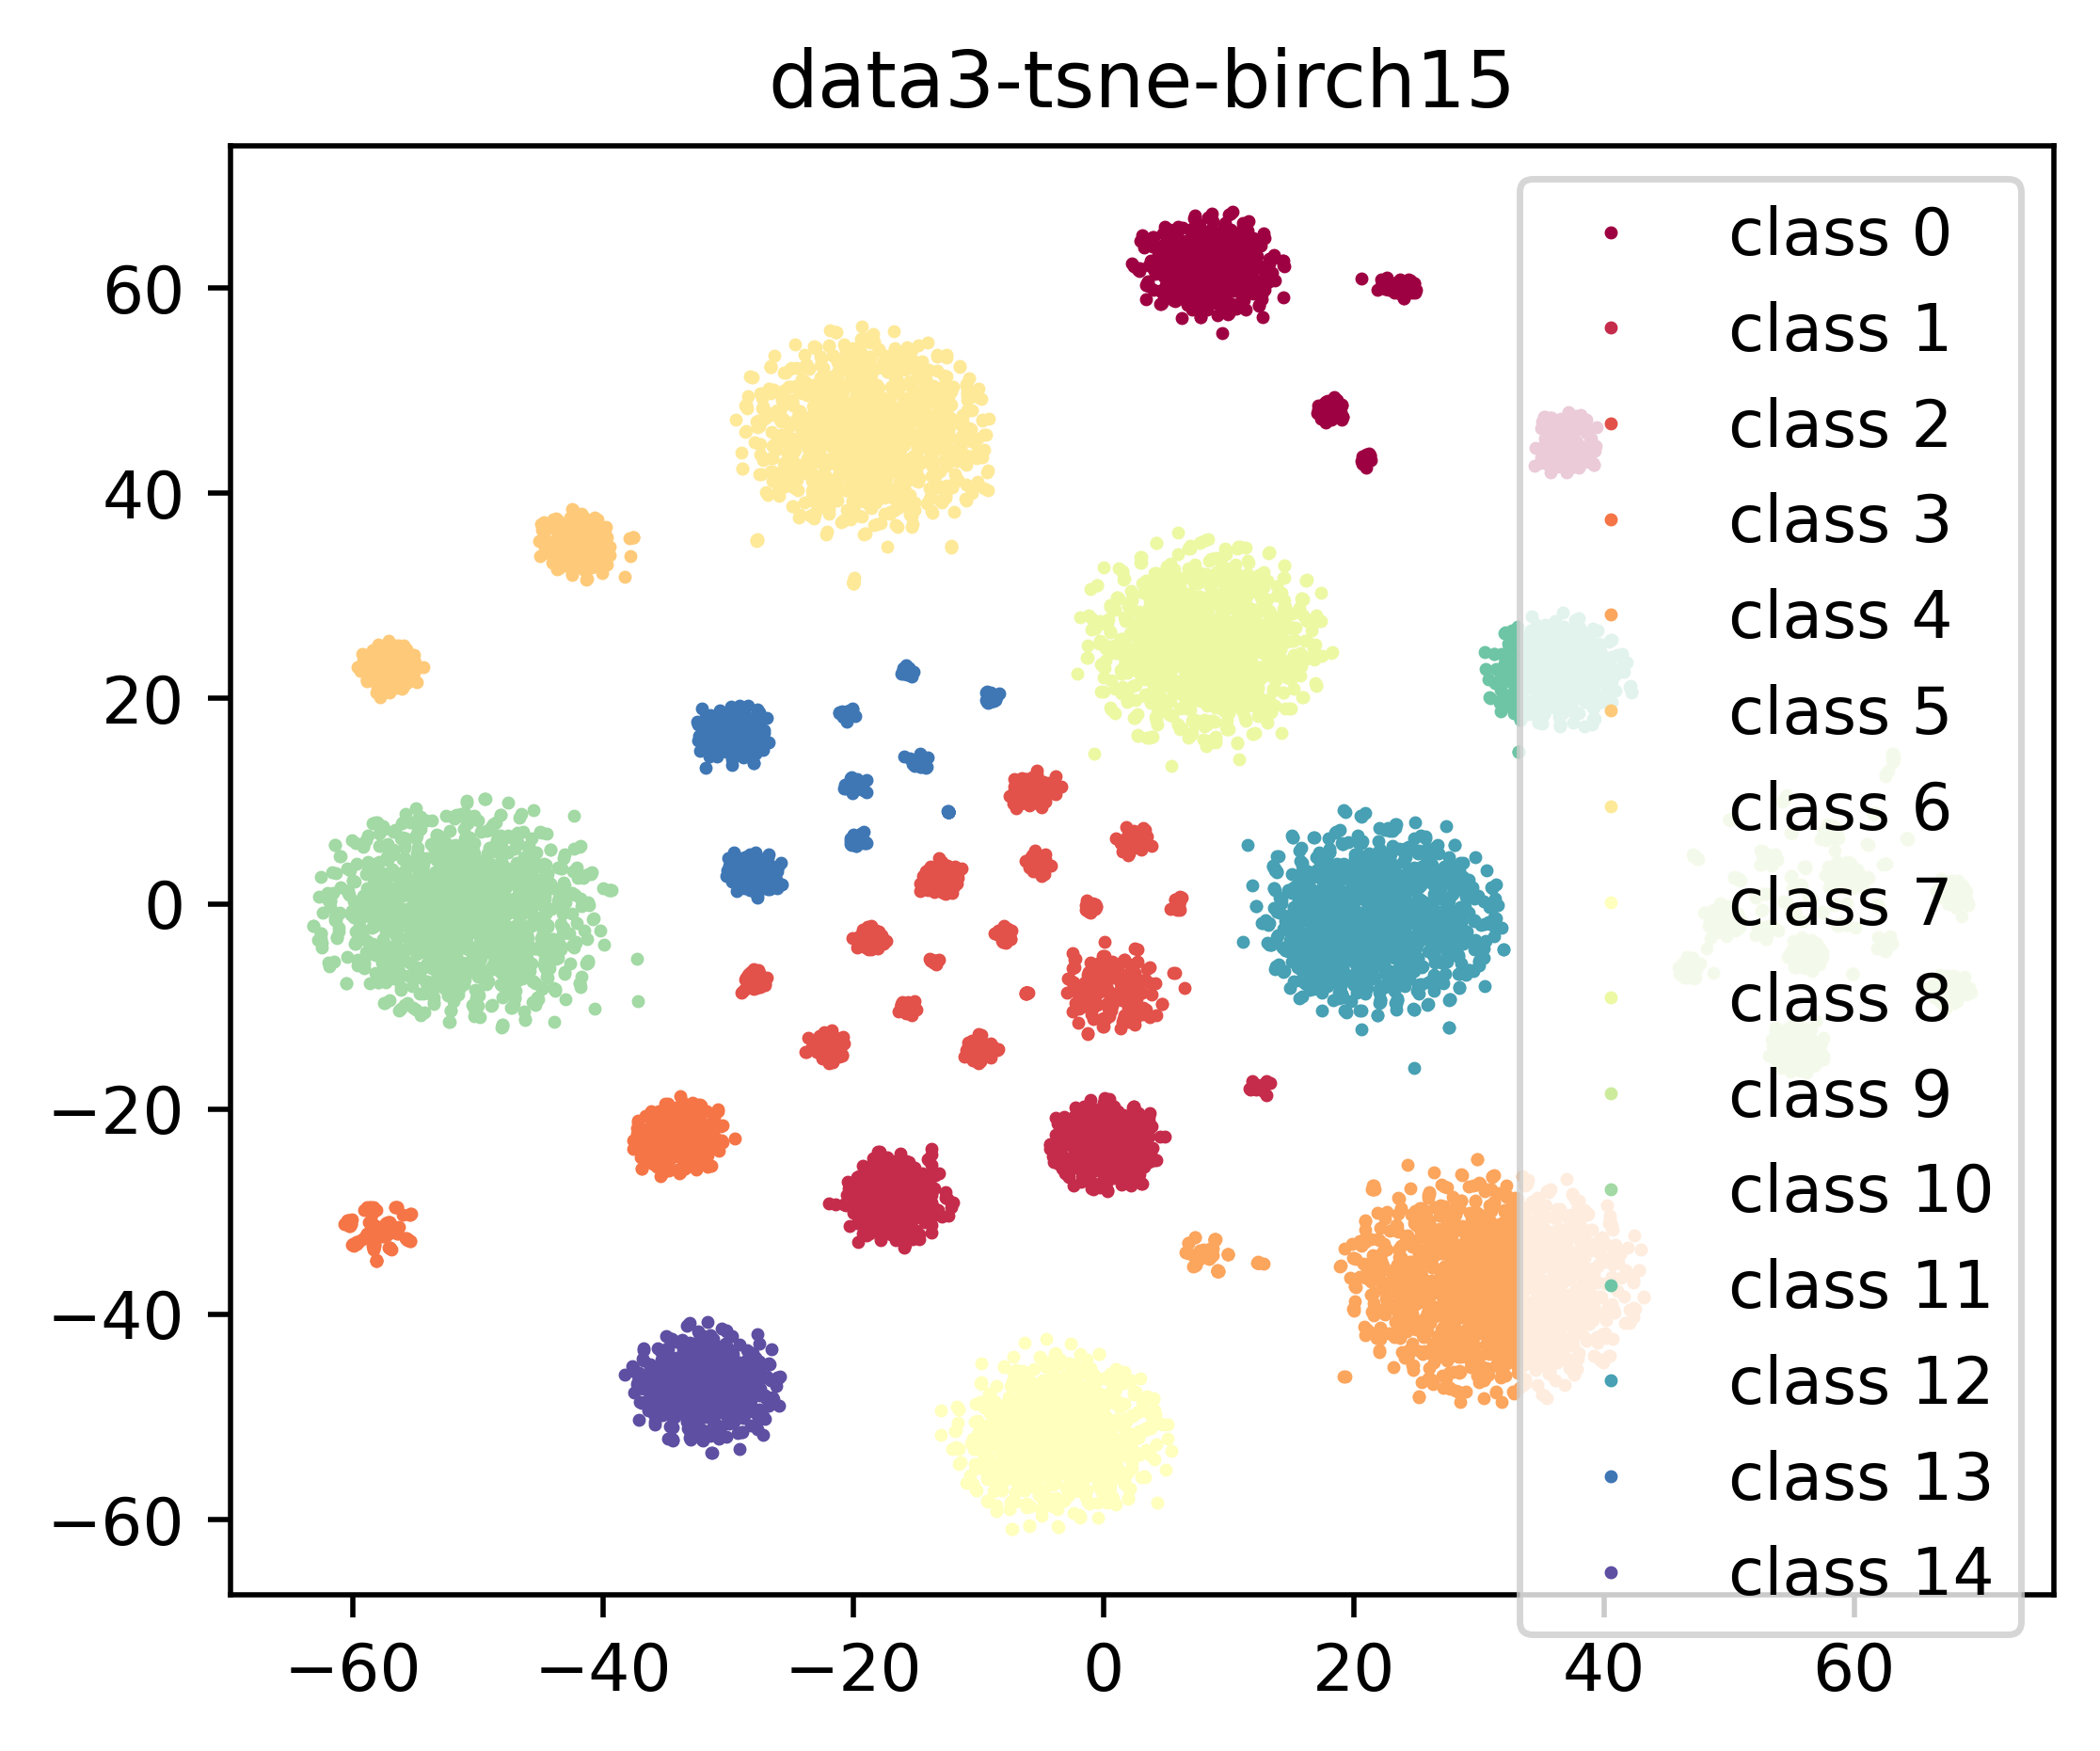 data3-tsne-birch15
class 0
class 1
class 2
class 3
class 4
class 5
class 6
class 7
class 8
class 9
class 10
class 11
class 12
class 13
class 14
60
40
20
0
−20
−40
−60
−60 −40 −20 0 20 40 60